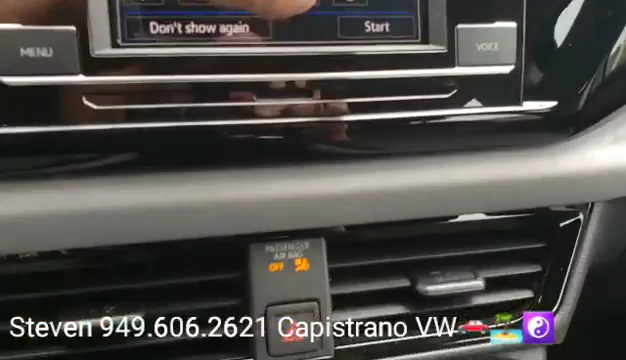 Don't show again
Start
MENU
VOICE
PASSENGER
AIR BAG
OFF
Steven 949.606.2621 Capistrano VW🚗🏝☯